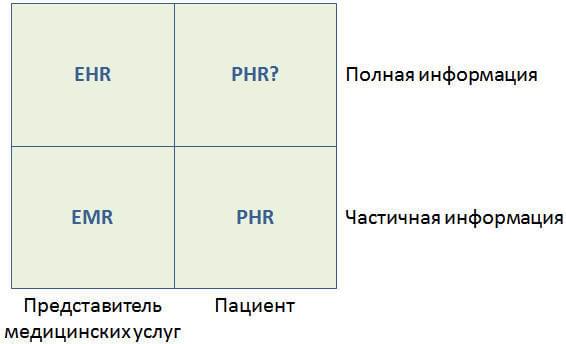 EHR
PHR?
Полная информация
EMR
PHR
Частичная информация
Представитель
медицинских услуг
Пациент